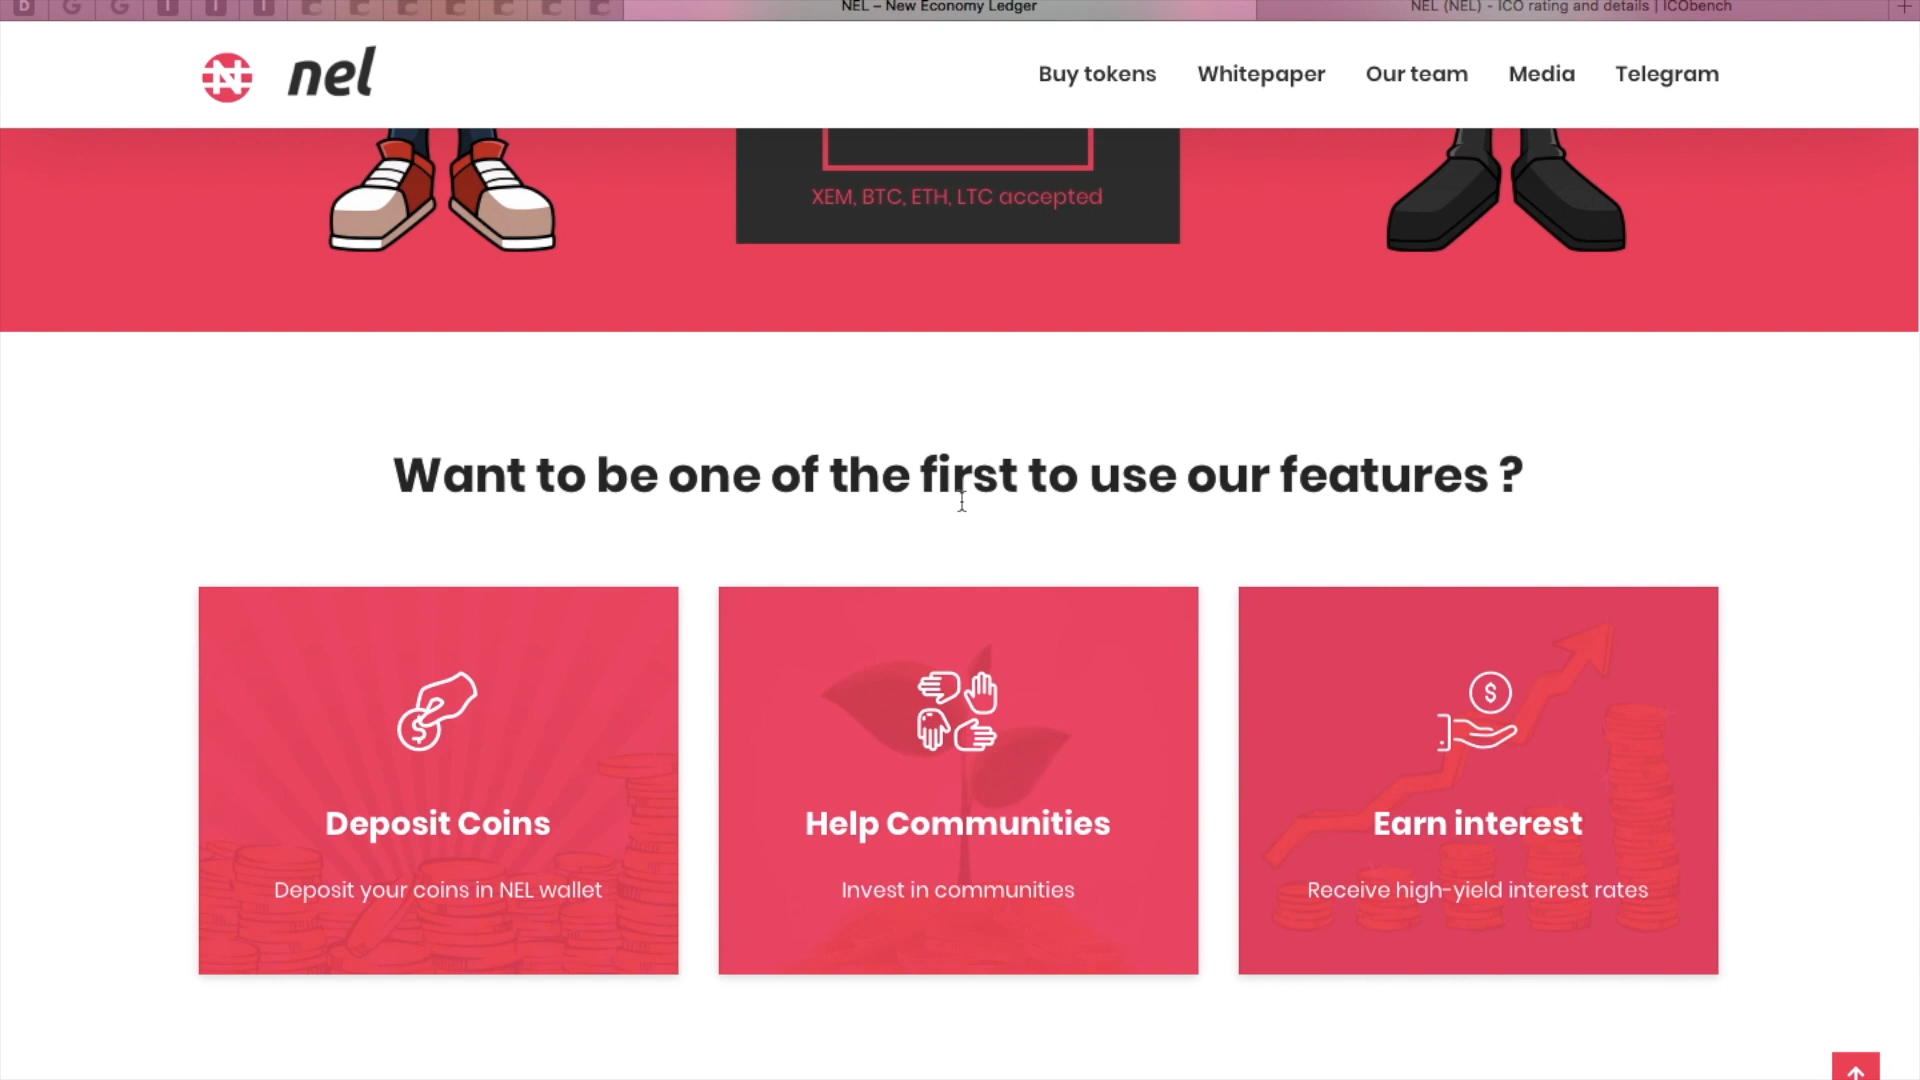 NEL – New Economy Ledger
NEL (NEL) - ICO rating and details | ICObench
nel
Buy tokens
Whitepaper
Our team
Media
Telegram
XEM, BTC, ETH, LTC accepted
Want to be one of the first to use our features ?
Deposit Coins
Deposit your coins in NEL wallet
Help Communities
Invest in communities
Earn interest
Receive high-yield interest rates